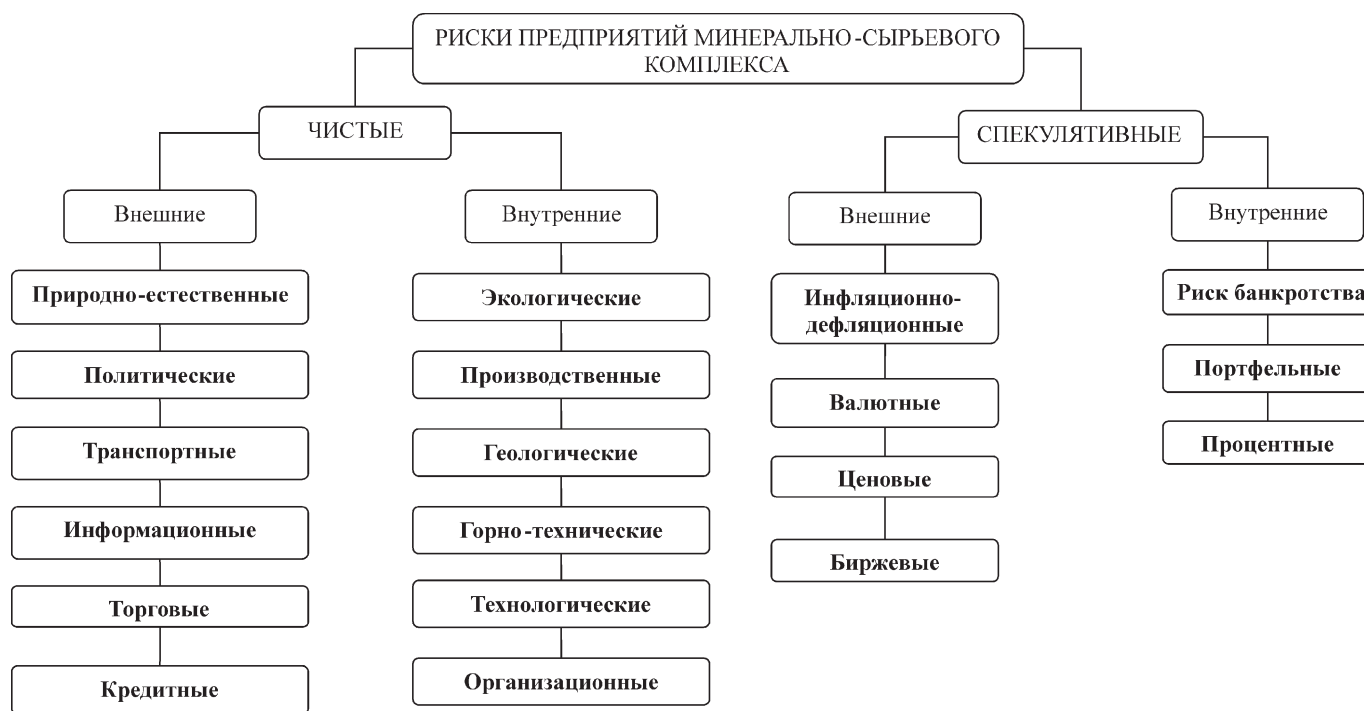 РИСКИ ПРЕДПРИЯТИЙ МИНЕРАЛЬНО-СЫРЬЕВОГО
КОМПЛЕКСА
ЧИСТЫЕ
СПЕКУЛЯТИВНЫЕ
Внешние
Внутренние
Внешние
Внутренние
Природно-естественные
Политические
Транспортные
Информационные
Торговые
Кредитные
Экологические
Производственные
Геологические
Горно-технические
Технологические
Организационные
Инфляционно-
дефляционные
Валютные
Ценовые
Биржевые
Риск банкротства
Портфельные
Процентные